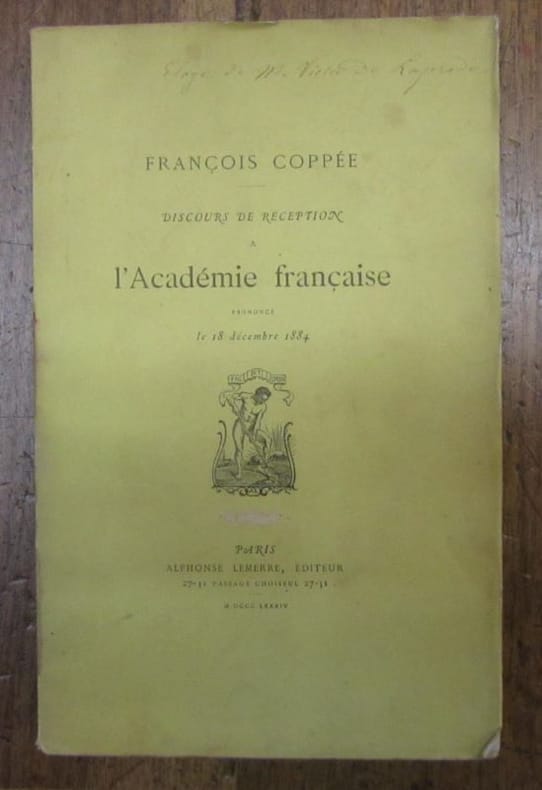 Eloge de M. Victor de Laprade
FRANÇOIS COPPÉE
DISCOURS DE RECEPTION
A
l'Académie française
PRONONCÉ
le 18 décembre 1884
PARIS
ALPHONSE LEMERRE, ÉDITEUR
27-31 PASSAGE CHOISEUL 27-31
M DCCC LXXXIV